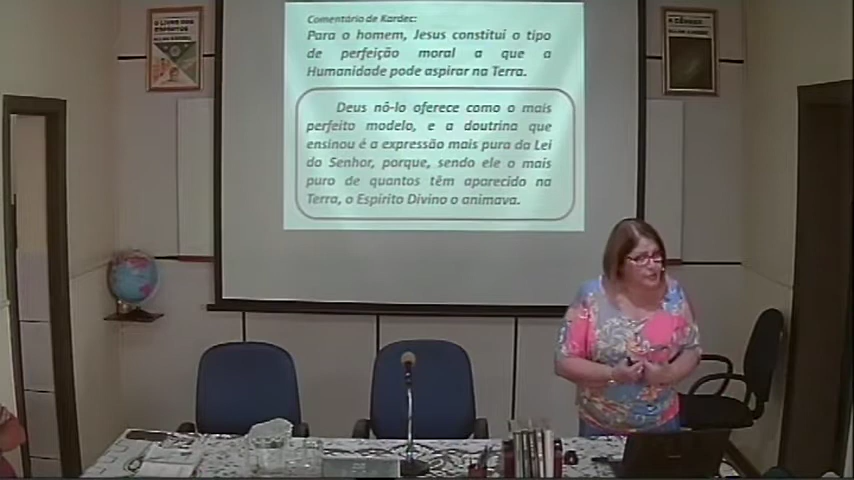 O LIVRO DOS
ESPÍRITOS
A GÊNESE
Comentário de Kardec:
Para o homem, Jesus constitui o tipo
de perfeição moral a que a
Humanidade pode aspirar na Terra.
Deus nô-lo oferece como o mais
perfeito modelo, e a doutrina que
ensinou é a expressão mais pura da Lei
do Senhor, porque, sendo ele o mais
puro de quantos têm aparecido na
Terra, o Espírito Divino o animava.